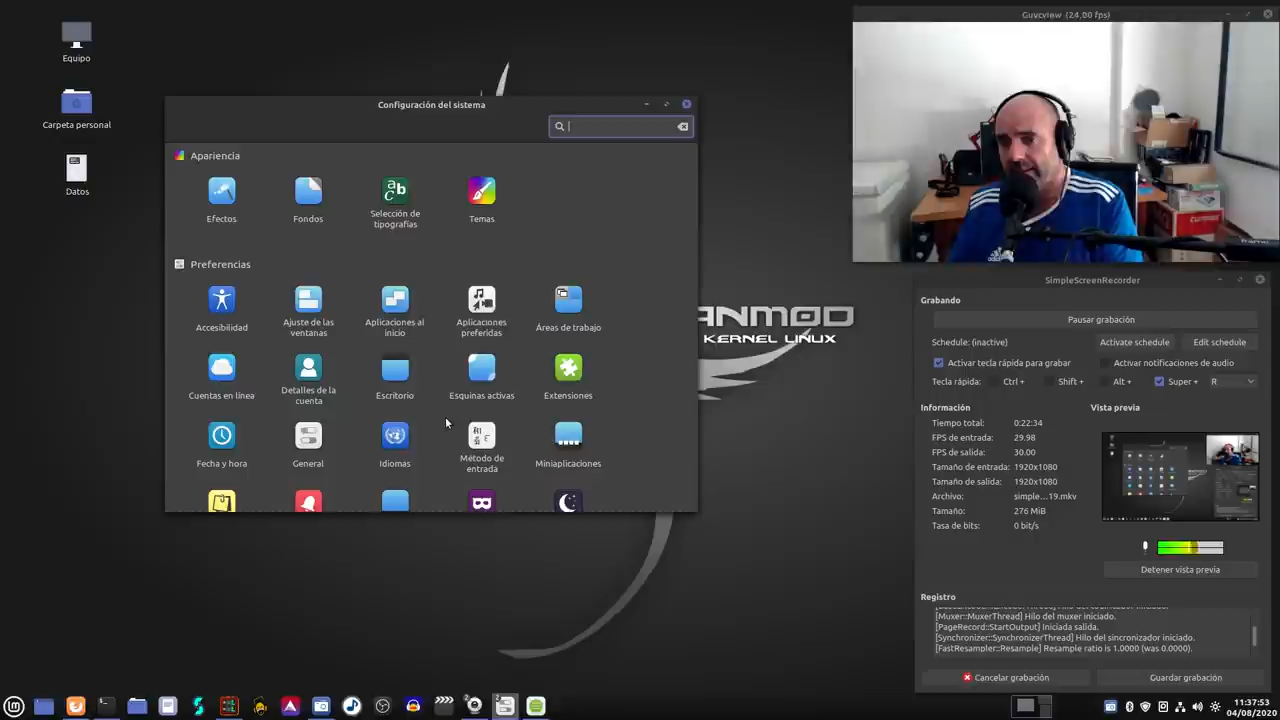 Equipo
Carpeta personal
Datos
Configuración del sistema
Apariencia
Efectos
Fondos
Selección de
tipografías
Temas
Preferencias
Accesibilidad
Ajuste de las
ventanas
Aplicaciones al
inicio
Aplicaciones
preferidas
Áreas de trabajo
Cuentas en línea
Detalles de la
cuenta
Escritorio
Esquinas activas
Extensiones
Fecha y hora
General
Idiomas
Método de
entrada
Miniaplicaciones
ANMOD
KERNEL LINUX
Guvcview (24,00 fps)
SimpleScreenRecorder
Grabando
Pausar grabación
Schedule: (inactive)
Activate schedule
Edit schedule
Activar tecla rápida para grabar
Activar notificaciones de audio
Tecla rápida:
Ctrl +
Shift +
Alt +
Super +
R
Información
Vista previa
Tiempo total: 0:22:34
FPS de entrada: 29.98
FPS de salida: 30.00
Tamaño de entrada: 1920x1080
Tamaño de salida: 1920x1080
Archivo: simple...19.mkv
Tamaño: 276 MiB
Tasa de bits: 0 bit/s
Detener vista previa
Registro
[Muxer::MuxerThread] Hilo del muxer iniciado.
[PageRecord::StartOutput] Iniciada salida.
[Synchronizer::SynchronizerThread] Hilo del sincronizador iniciado.
[FastResampler::Resample] Resample ratio is 1.0000 (was 0.0000).
Cancelar grabación
Guardar grabación
11:37:53
04/08/2020